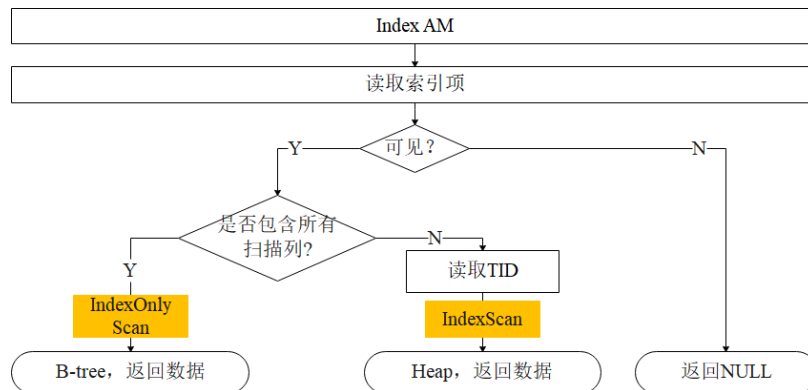 Index AM
读取索引项
可见？
Y
N
是否包含所有
扫描列?
N
Y
读取TID
IndexOnly
Scan
IndexScan
B-tree，返回数据
Heap，返回数据
返回NULL